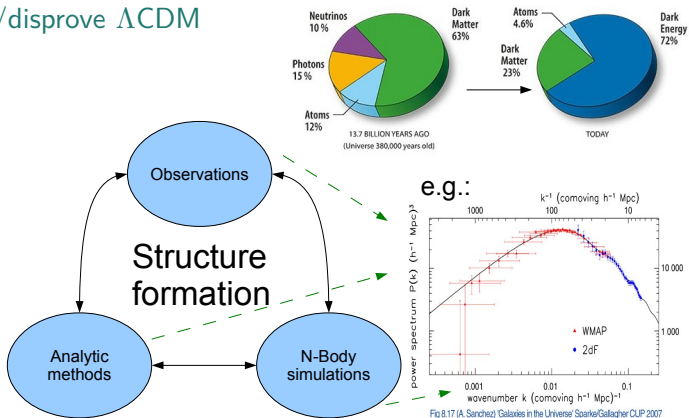 /disprove ΛCDM
Neutrinos
10 %
Photons
15 %
Atoms
12%
Dark
Matter
63%
13.7 BILLION YEARS AGO
(Universe 380,000 years old)
Atoms
4.6%
Dark
Matter
23%
Dark
Energy
72%
TODAY
Observations
Structure
formation
Analytic
methods
N-Body
simulations
e.g.:
k⁻¹ (comoving h⁻¹ Mpc)
1000 100 10
power spectrum P(k) (h⁻¹ Mpc)³
10 000
1 000
WMAP
2dF
0.001 0.01 0.1
wavenumber k (comoving h⁻¹ Mpc)⁻¹
Fig 8.17 (A. Sanchez) 'Galaxies in the Universe' Sparke/Gallagher CUP 2007